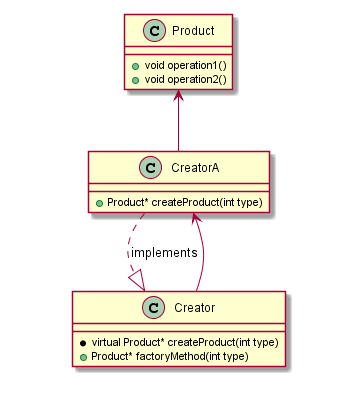 C Product
void operation1()
void operation2()
C CreatorA
Product* createProduct(int type)
implements
C Creator
virtual Product* createProduct(int type)
Product* factoryMethod(int type)